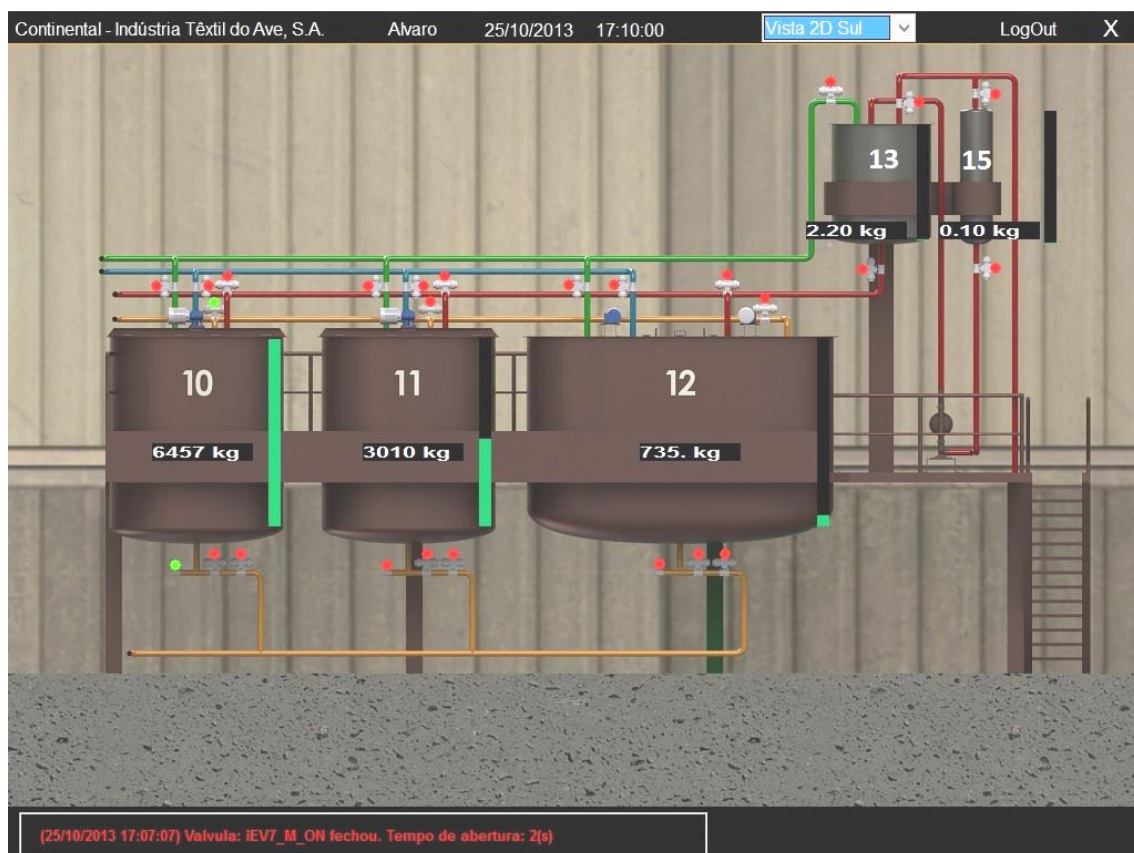 Continental - Indústria Têxtil do Ave, S.A. Alvaro 25/10/2013 17:10:00 Vista 2D Sul LogOut X
13 15
2.20 kg 0.10 kg
10 11 12
6457 kg 3010 kg 735. kg
(25/10/2013 17:07:07) Valvula: iEV7_M_ON fechou. Tempo de abertura: 2(s)